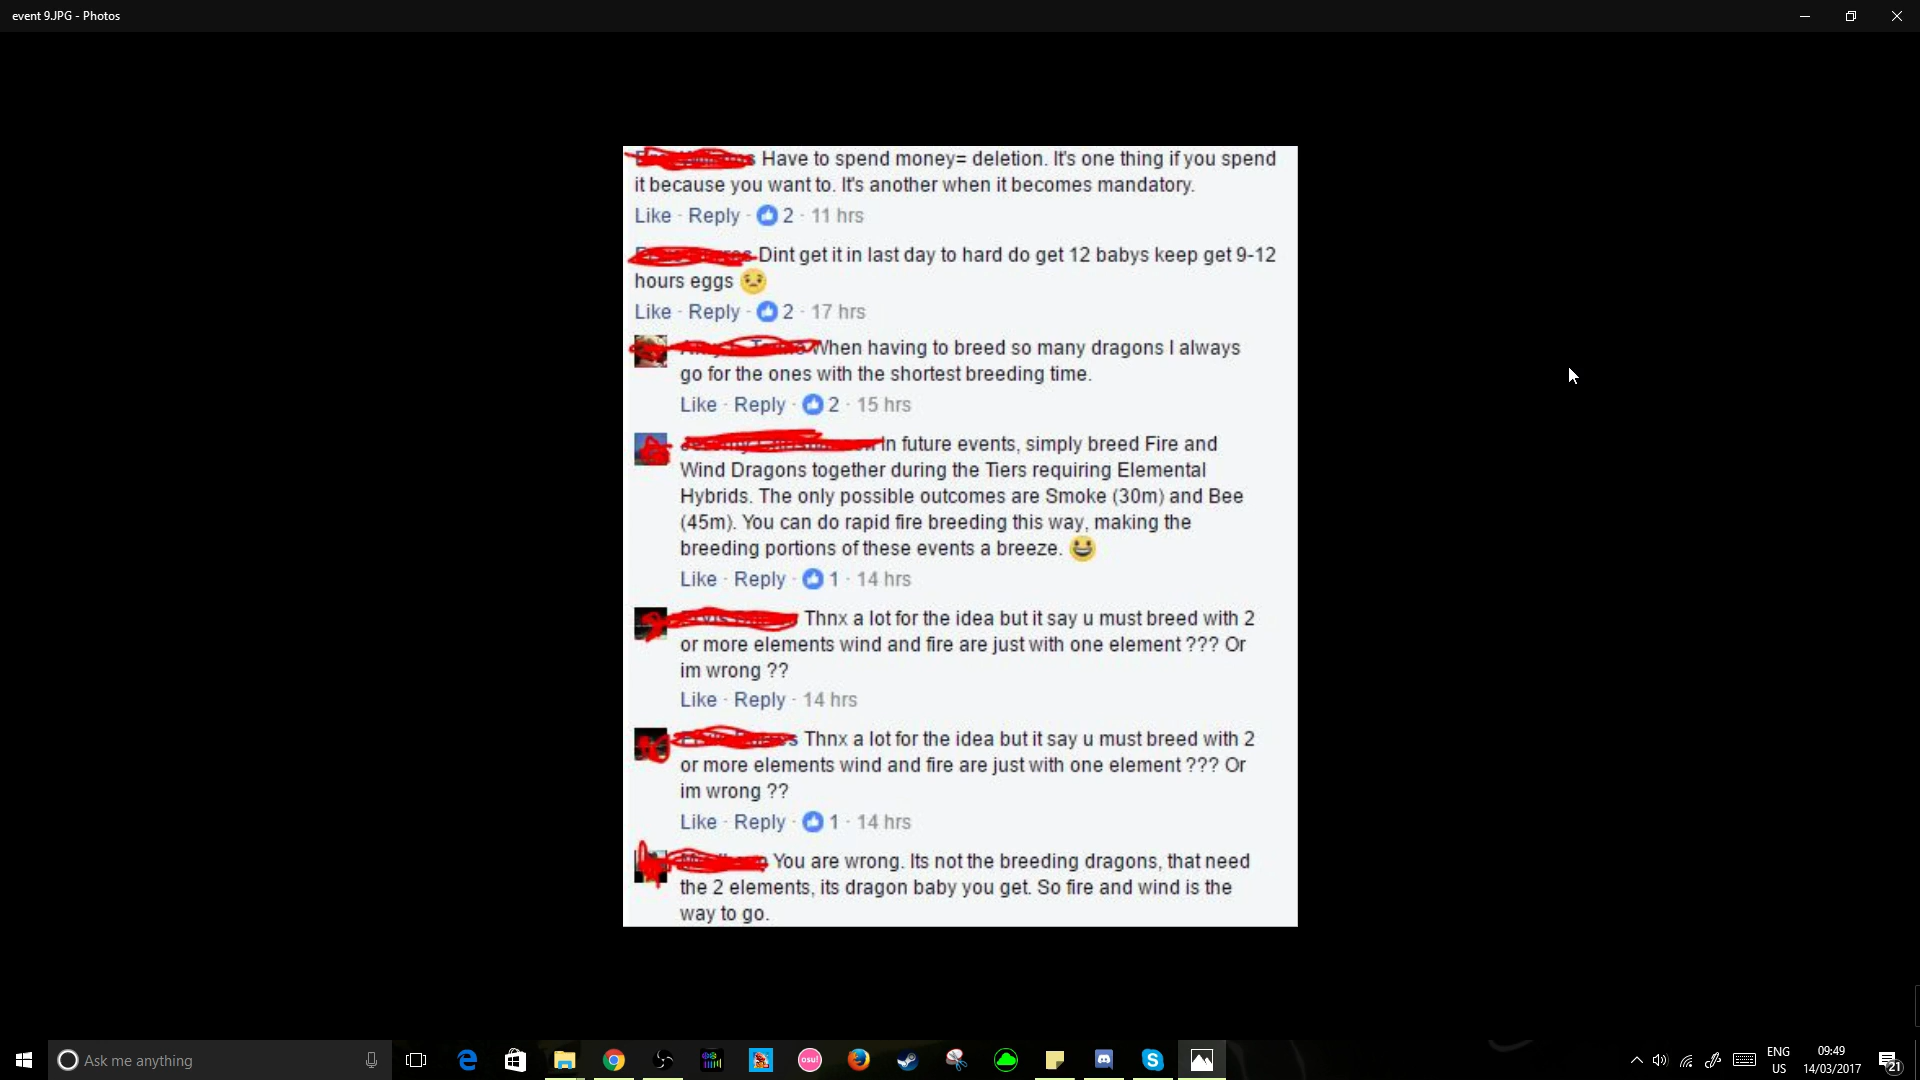 event 9.JPG - Photos
Have to spend money= deletion. It's one thing if you spend
it because you want to. It's another when it becomes mandatory.
Like · Reply · 2 · 11 hrs
Dint get it in last day to hard do get 12 babys keep get 9-12
hours eggs
Like · Reply · 2 · 17 hrs
When having to breed so many dragons I always
go for the ones with the shortest breeding time.
Like · Reply · 2 · 15 hrs
In future events, simply breed Fire and
Wind Dragons together during the Tiers requiring Elemental
Hybrids. The only possible outcomes are Smoke (30m) and Bee
(45m). You can do rapid fire breeding this way, making the
breeding portions of these events a breeze.
Like · Reply · 1 · 14 hrs
Thnx a lot for the idea but it say u must breed with 2
or more elements wind and fire are just with one element ??? Or
im wrong ??
Like · Reply · 14 hrs
Thnx a lot for the idea but it say u must breed with 2
or more elements wind and fire are just with one element ??? Or
im wrong ??
Like · Reply · 1 · 14 hrs
You are wrong. Its not the breeding dragons, that need
the 2 elements, its dragon baby you get. So fire and wind is the
way to go.
Ask me anything
osu!
ENG
US
09:49
14/03/2017
21